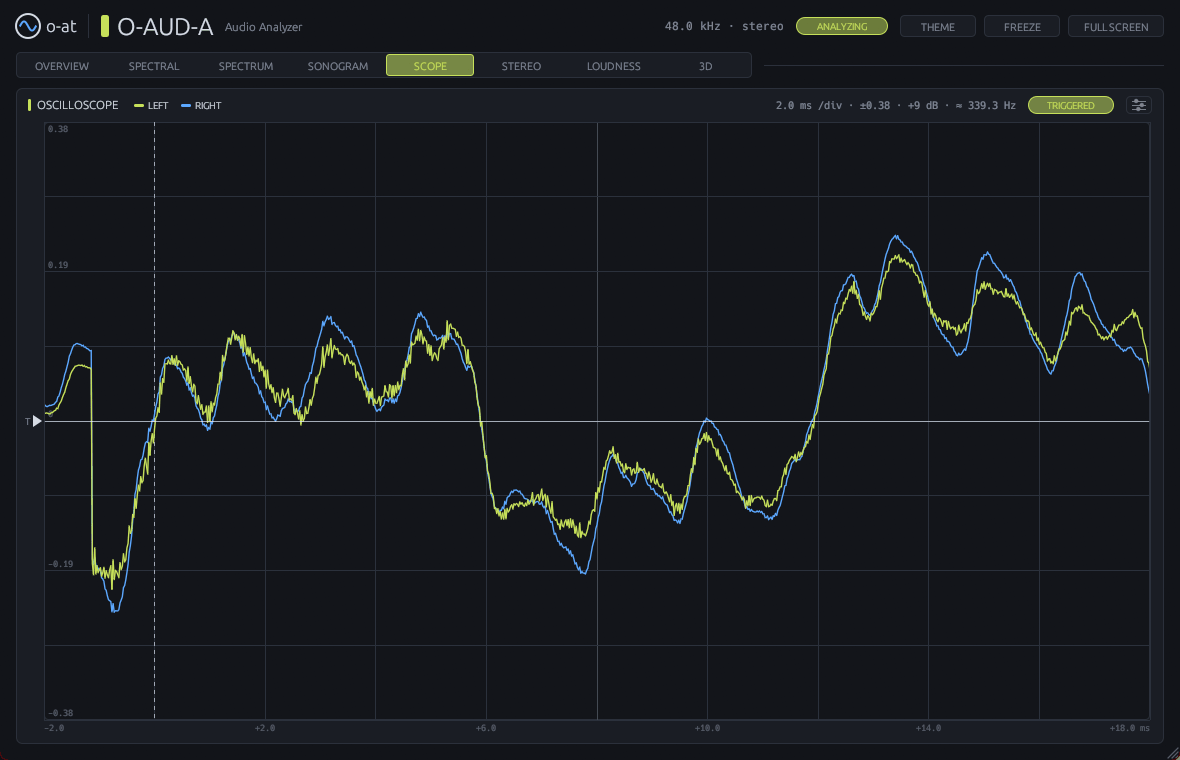 o-at O-AUD-A Audio Analyzer 48.0 kHz · stereo ANALYZING THEME FREEZE FULLSCREEN
OVERVIEW SPECTRAL SPECTRUM SONOGRAM SCOPE STEREO LOUDNESS 3D
OSCILLOSCOPE LEFT RIGHT 2.0 ms /div · ±0.38 · +9 dB · ≈ 339.3 Hz TRIGGERED
0.38
0.19
T 0
-0.19
-0.38
-2.0 +2.0 +6.0 +10.0 +14.0 +18.0 ms